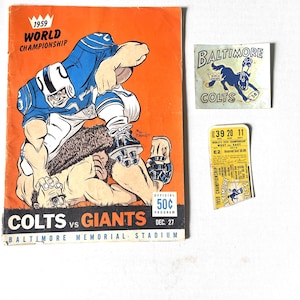 1959
WORLD
CHAMPIONSHIP
OFFICIAL
50¢
PROGRAM
COLTS vs GIANTS DEC. 27
BALTIMORE MEMORIAL STADIUM
BALTIMORE
COLTS
39 20 11